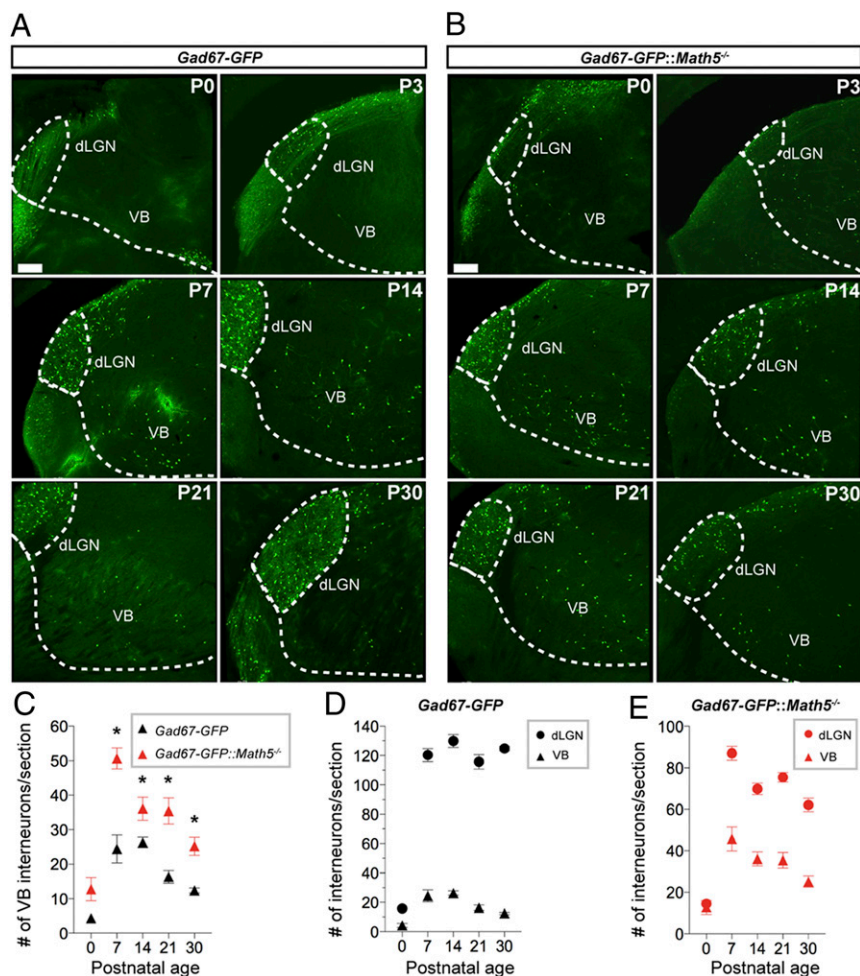 A
Gad67-GFP
P0
dLGN
VB
P3
dLGN
VB
P7
dLGN
VB
P14
dLGN
VB
P21
dLGN
VB
P30
dLGN
VB
B
Gad67-GFP::Math5-/-
P0
dLGN
VB
P3
dLGN
VB
P7
dLGN
VB
P14
dLGN
VB
P21
dLGN
VB
P30
dLGN
VB
C
# of VB interneurons/section
60
50
40
30
20
10
0
* * * *
Gad67-GFP
Gad67-GFP::Math5-/-
0 7 14 21 30
Postnatal age
D
Gad67-GFP
# of interneurons/section
140
120
100
80
60
40
20
0
dLGN
VB
0 7 14 21 30
Postnatal age
E
Gad67-GFP::Math5-/-
# of interneurons/section
100
80
60
40
20
0
dLGN
VB
0 7 14 21 30
Postnatal age